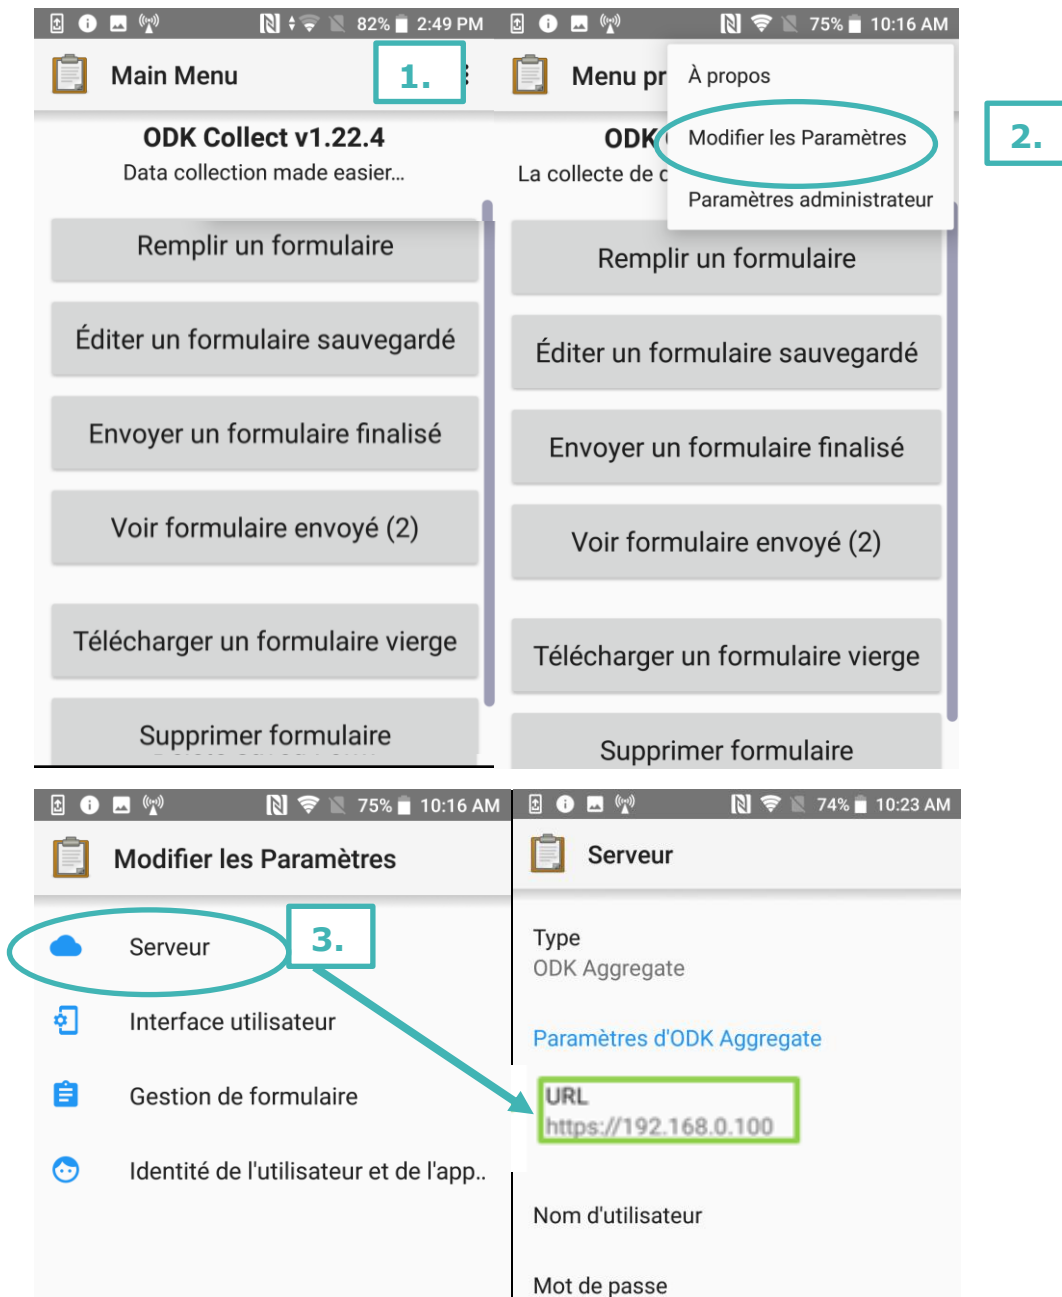 82% 2:49 PM
Main Menu
1.
ODK Collect v1.22.4
Data collection made easier...
Remplir un formulaire
Éditer un formulaire sauvegardé
Envoyer un formulaire finalisé
Voir formulaire envoyé (2)
Télécharger un formulaire vierge
Supprimer formulaire
75% 10:16 AM
Menu pr
À propos
Modifier les Paramètres
Paramètres administrateur
2.
ODK
La collecte de
Remplir un formulaire
Éditer un formulaire sauvegardé
Envoyer un formulaire finalisé
Voir formulaire envoyé (2)
Télécharger un formulaire vierge
Supprimer formulaire
75% 10:16 AM
Modifier les Paramètres
Serveur
3.
Interface utilisateur
Gestion de formulaire
Identité de l'utilisateur et de l'app..
74% 10:23 AM
Serveur
Type
ODK Aggregate
Paramètres d'ODK Aggregate
URL
https://192.168.0.100
Nom d'utilisateur
Mot de passe